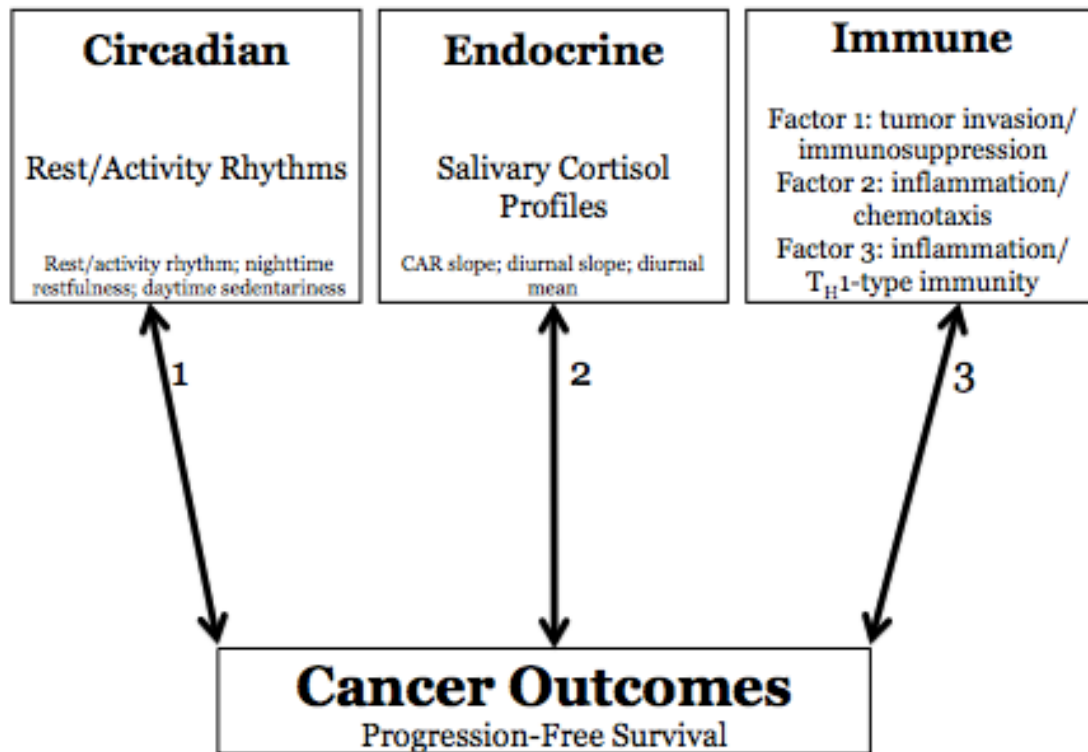 Circadian
Rest/Activity Rhythms
Rest/activity rhythm; nighttime
restfulness; daytime sedentariness
Endocrine
Salivary Cortisol
Profiles
CAR slope; diurnal slope; diurnal
mean
Immune
Factor 1: tumor invasion/
immunosuppression
Factor 2: inflammation/
chemotaxis
Factor 3: inflammation/
T_H1-type immunity
1
2
3
Cancer Outcomes
Progression-Free Survival